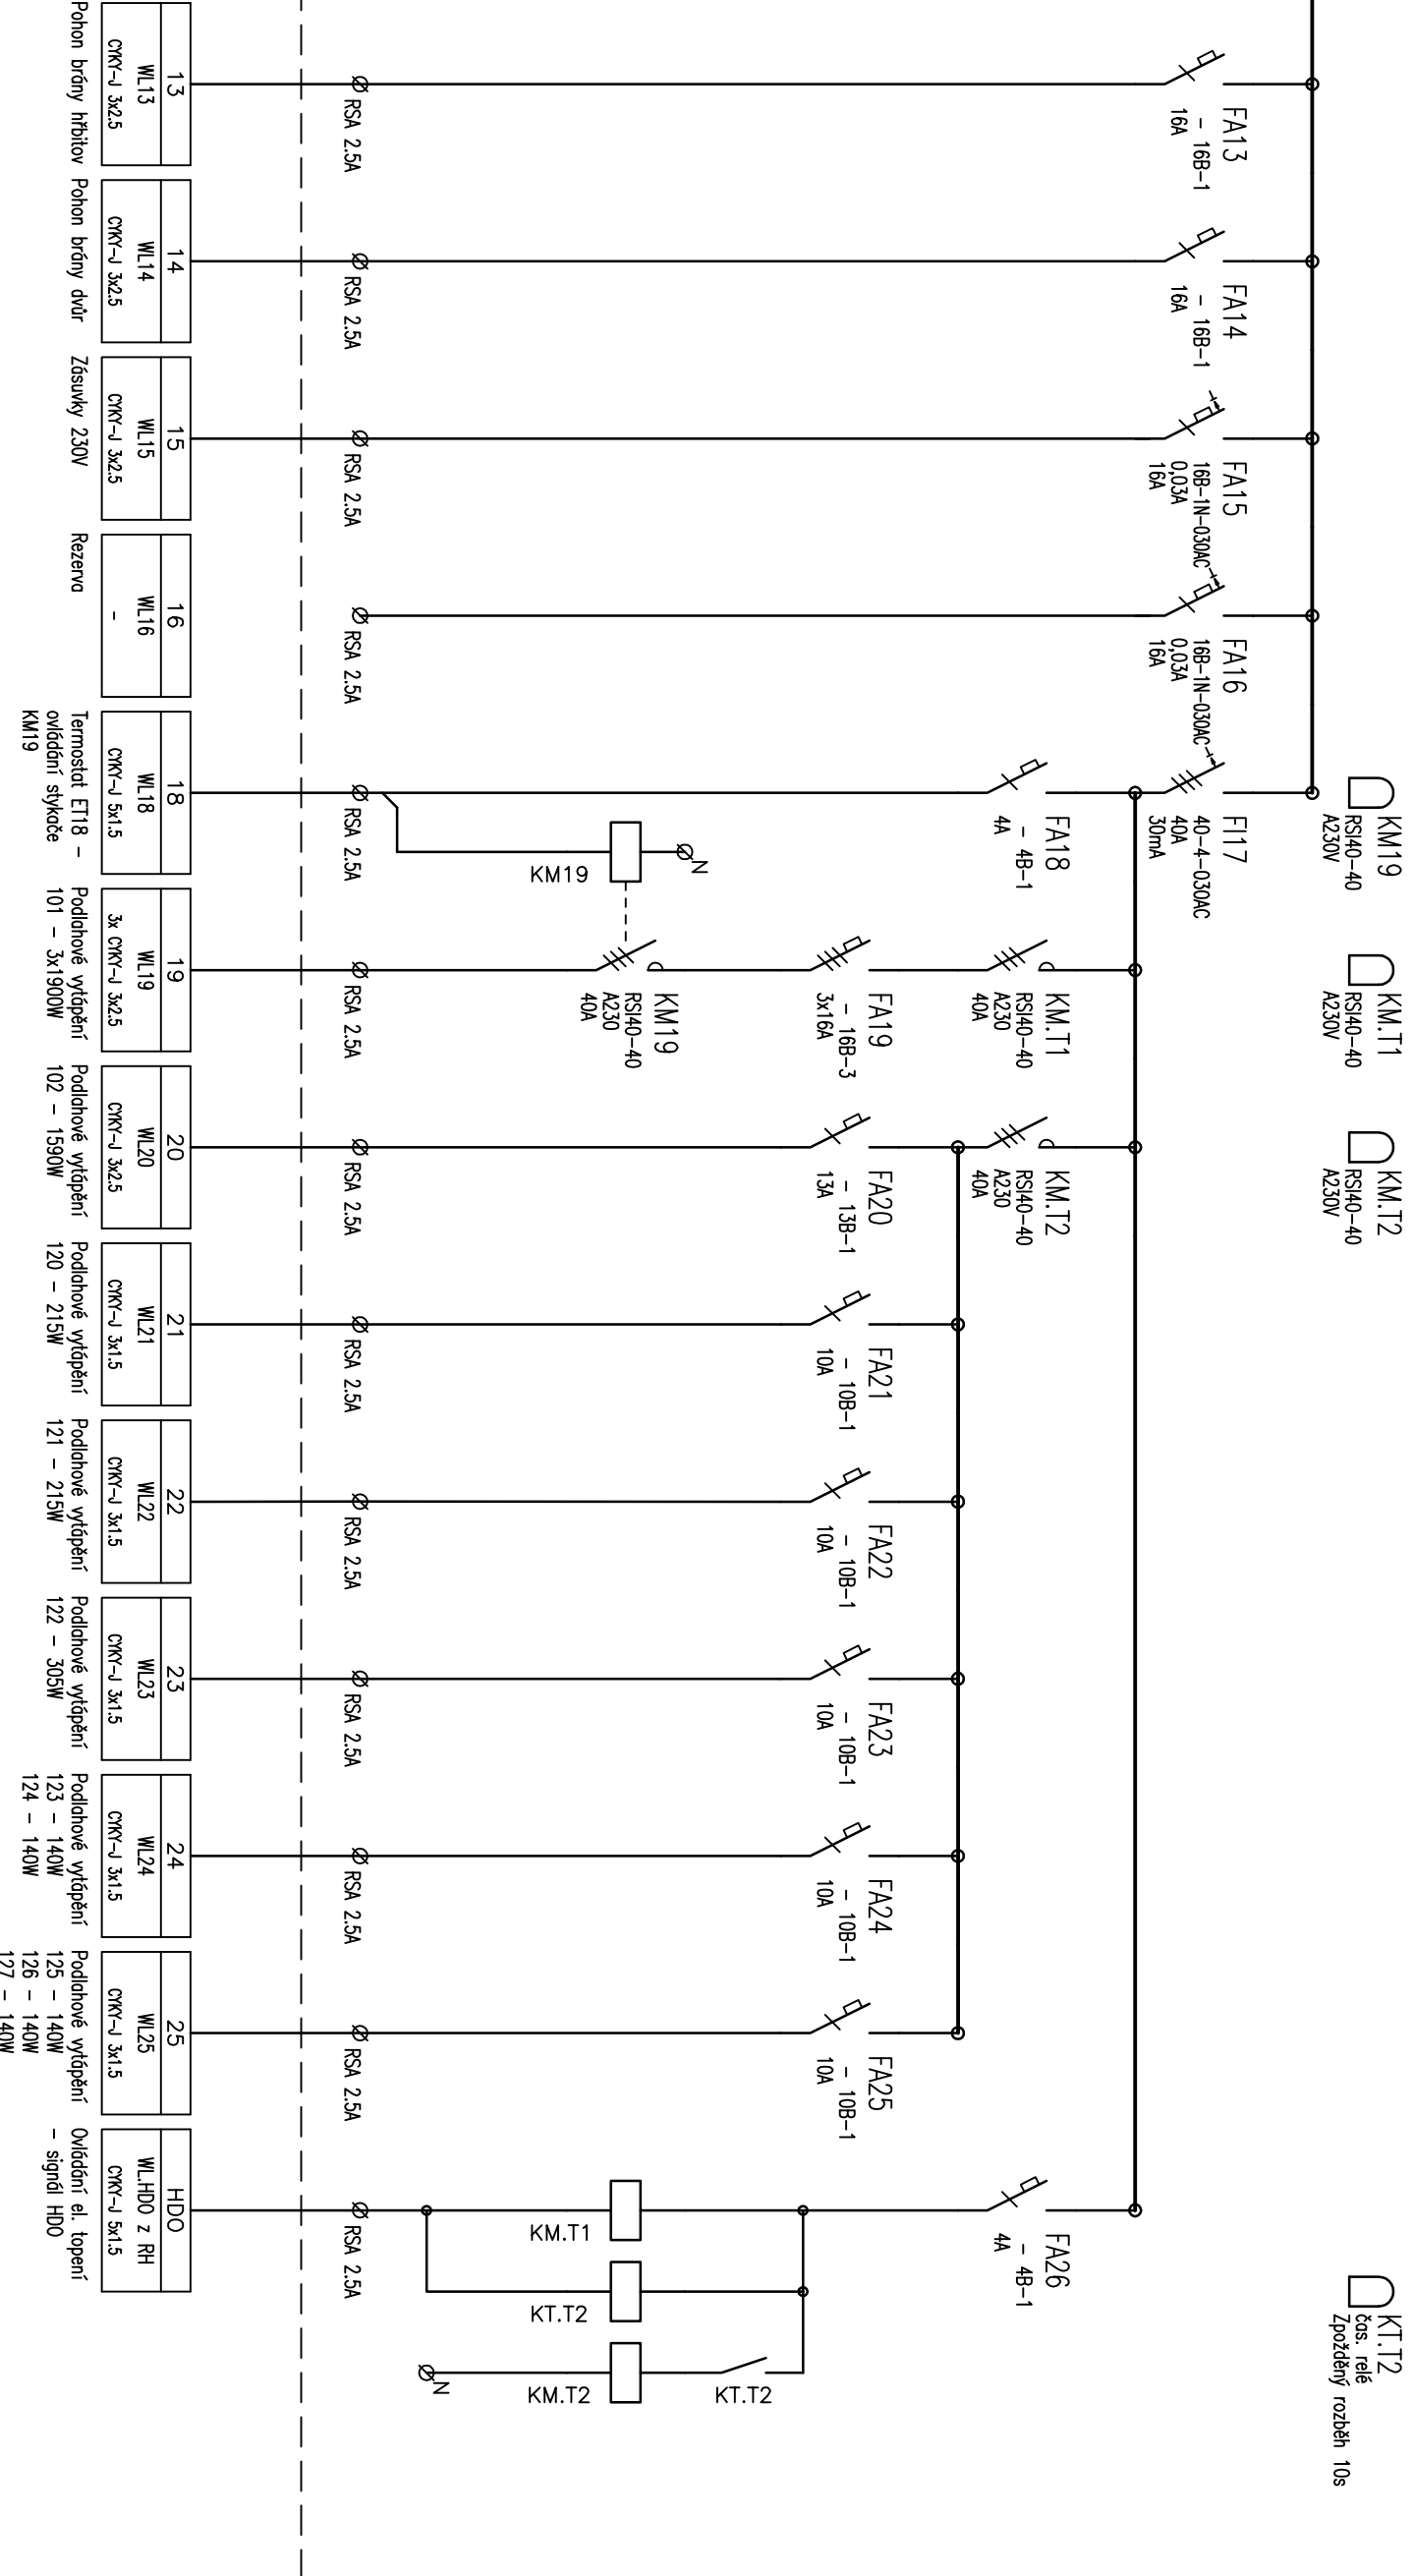 KM19
RSI40-40
A230V
KM.T1
RSI40-40
A230V
KM.T2
RSI40-40
A230V
KT.T2
čas. relé
Zpožděný rozběh 10s
FA13
- 16B-1
16A
FA14
- 16B-1
16A
FA15
16B-1N-030AC
0,03A
16A
FA16
16B-1N-030AC
0,03A
16A
FI17
40-4-030AC
40A
30mA
FA18
- 4B-1
4A
KM.T1
RSI40-40
A230
40A
KM.T2
RSI40-40
A230
40A
FA26
- 4B-1
4A
FA19
- 16B-3
3x16A
FA20
- 13B-1
13A
FA21
- 10B-1
10A
FA22
- 10B-1
10A
FA23
- 10B-1
10A
FA24
- 10B-1
10A
FA25
- 10B-1
10A
N
KM19
KM19
RSI40-40
A230
40A
KM.T1
KT.T2
KM.T2
KT.T2
N
RSA 2.5A
RSA 2.5A
RSA 2.5A
RSA 2.5A
RSA 2.5A
RSA 2.5A
RSA 2.5A
RSA 2.5A
RSA 2.5A
RSA 2.5A
RSA 2.5A
RSA 2.5A
RSA 2.5A
13
WL13
CYKY-J 3x2.5
Pohon brány hřbitov
14
WL14
CYKY-J 3x2.5
Pohon brány dvůr
15
WL15
CYKY-J 3x2.5
Zásuvky 230V
16
WL16
-
Rezerva
18
WL18
CYKY-J 5x1.5
Termostat ET18 -
ovládání stykače
KM19
19
WL19
3x CYKY-J 3x2.5
Podlahové vytápění
101 - 3x1900W
20
WL20
CYKY-J 3x2.5
Podlahové vytápění
102 - 1590W
21
WL21
CYKY-J 3x1.5
Podlahové vytápění
120 - 215W
22
WL22
CYKY-J 3x1.5
Podlahové vytápění
121 - 215W
23
WL23
CYKY-J 3x1.5
Podlahové vytápění
122 - 305W
24
WL24
CYKY-J 3x1.5
Podlahové vytápění
123 - 140W
124 - 140W
25
WL25
CYKY-J 3x1.5
Podlahové vytápění
125 - 140W
126 - 140W
127 - 140W
HDO
WL.HDO z RH
CYKY-J 5x1.5
Ovládání el. topení
- signál HDO